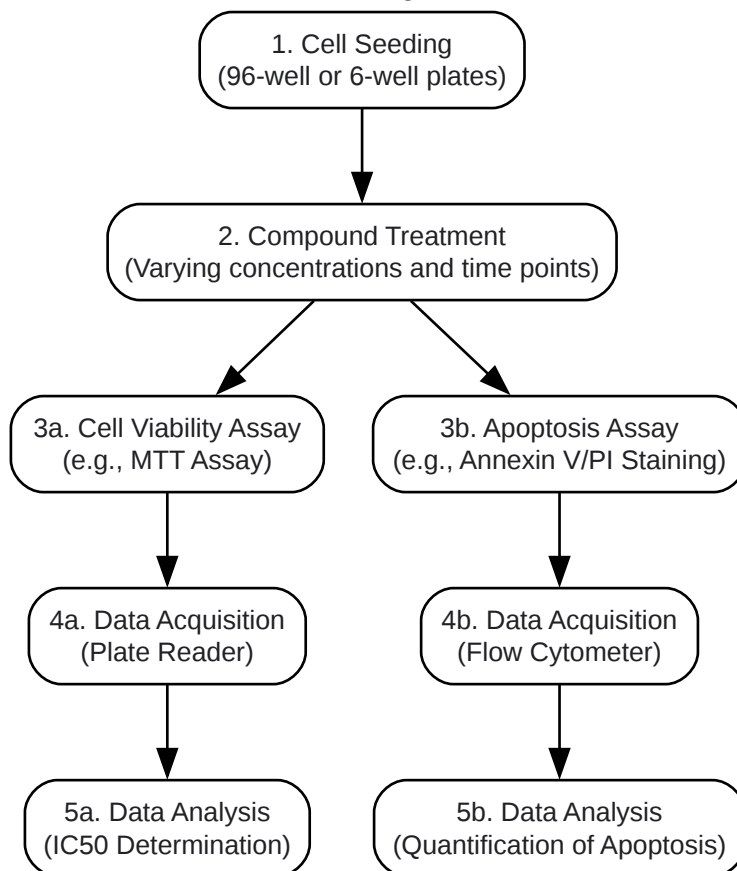 1. Cell Seeding
(96-well or 6-well plates)
2. Compound Treatment
(Varying concentrations and time points)
3a. Cell Viability Assay
(e.g., MTT Assay)
3b. Apoptosis Assay
(e.g., Annexin V/PI Staining)
4a. Data Acquisition
(Plate Reader)
4b. Data Acquisition
(Flow Cytometer)
5a. Data Analysis
(IC50 Determination)
5b. Data Analysis
(Quantification of Apoptosis)